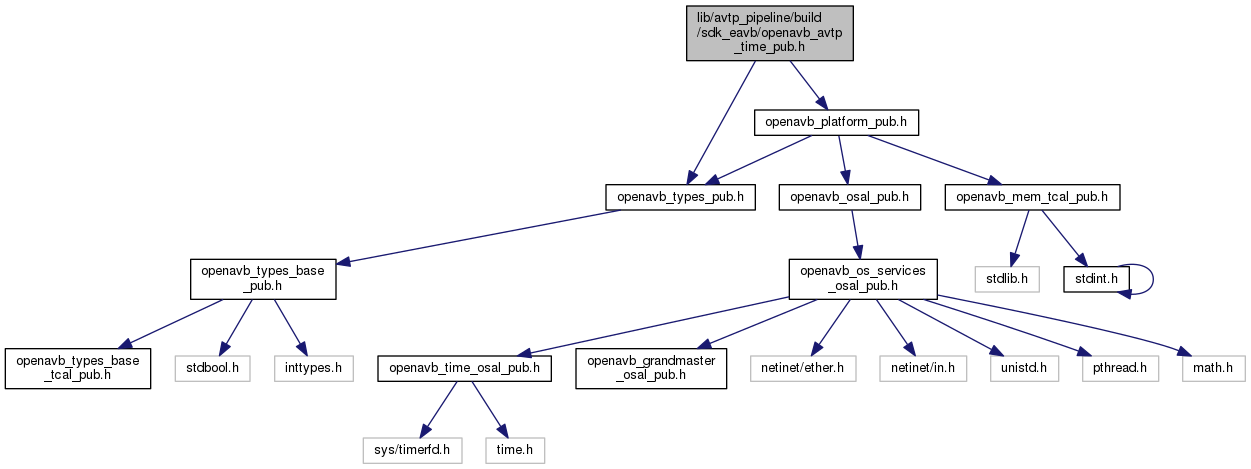 lib/avtp_pipeline/build
/sdk_eavb/openavb_avtp
_time_pub.h
openavb_platform_pub.h
openavb_types_pub.h
openavb_osal_pub.h
openavb_mem_tcal_pub.h
openavb_types_base
_pub.h
openavb_os_services
_osal_pub.h
stdlib.h
stdint.h
openavb_types_base
_tcal_pub.h
stdbool.h
inttypes.h
openavb_time_osal_pub.h
openavb_grandmaster
_osal_pub.h
netinet/ether.h
netinet/in.h
unistd.h
pthread.h
math.h
sys/timerfd.h
time.h